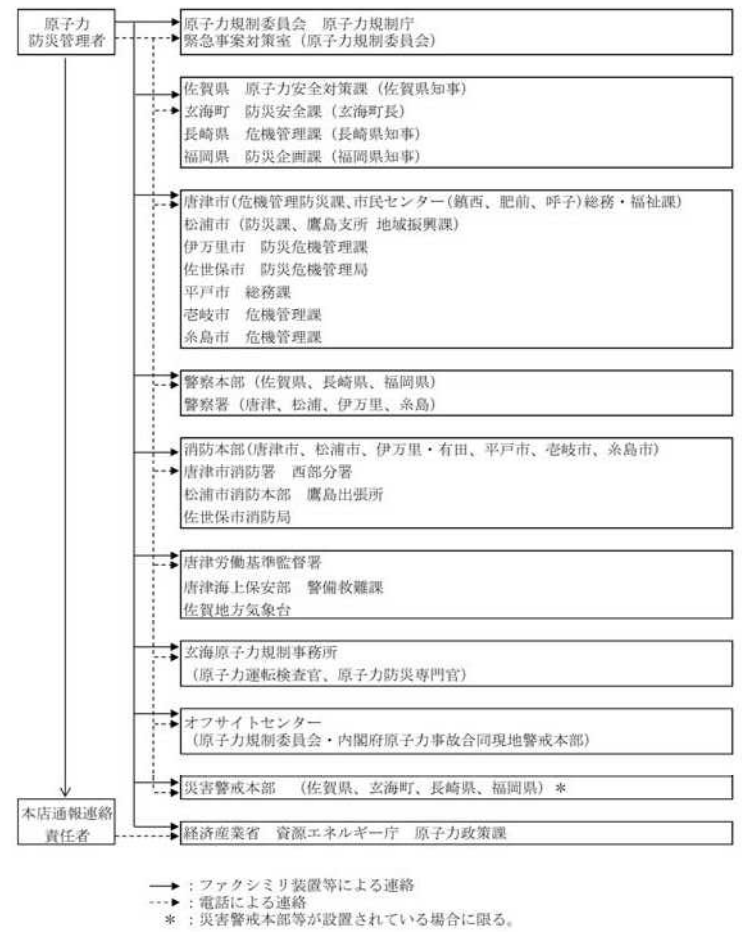 原子力
防災管理者
原子力規制委員会　原子力規制庁
緊急事案対策室（原子力規制委員会）
佐賀県　原子力安全対策課（佐賀県知事）
玄海町　防災安全課（玄海町長）
長崎県　危機管理課（長崎県知事）
福岡県　防災企画課（福岡県知事）
唐津市(危機管理防災課、市民センター(鎮西、肥前、呼子)総務・福祉課)
松浦市（防災課、鷹島支所 地域振興課）
伊万里市　防災危機管理課
佐世保市　防災危機管理局
平戸市　総務課
壱岐市　危機管理課
糸島市　危機管理課
警察本部（佐賀県、長崎県、福岡県）
警察署（唐津、松浦、伊万里、糸島）
消防本部(唐津市、松浦市、伊万里・有田、平戸市、壱岐市、糸島市)
唐津市消防署　西部分署
松浦市消防本部　鷹島出張所
佐世保市消防局
唐津労働基準監督署
唐津海上保安部　警備救難課
佐賀地方気象台
玄海原子力規制事務所
（原子力運転検査官、原子力防災専門官）
オフサイトセンター
（原子力規制委員会・内閣府原子力事故合同現地警戒本部）
災害警戒本部　（佐賀県、玄海町、長崎県、福岡県）＊
本店通報連絡
責任者
経済産業省　資源エネルギー庁　原子力政策課
：ファクシミリ装置等による連絡
：電話による連絡
＊：災害警戒本部等が設置されている場合に限る。